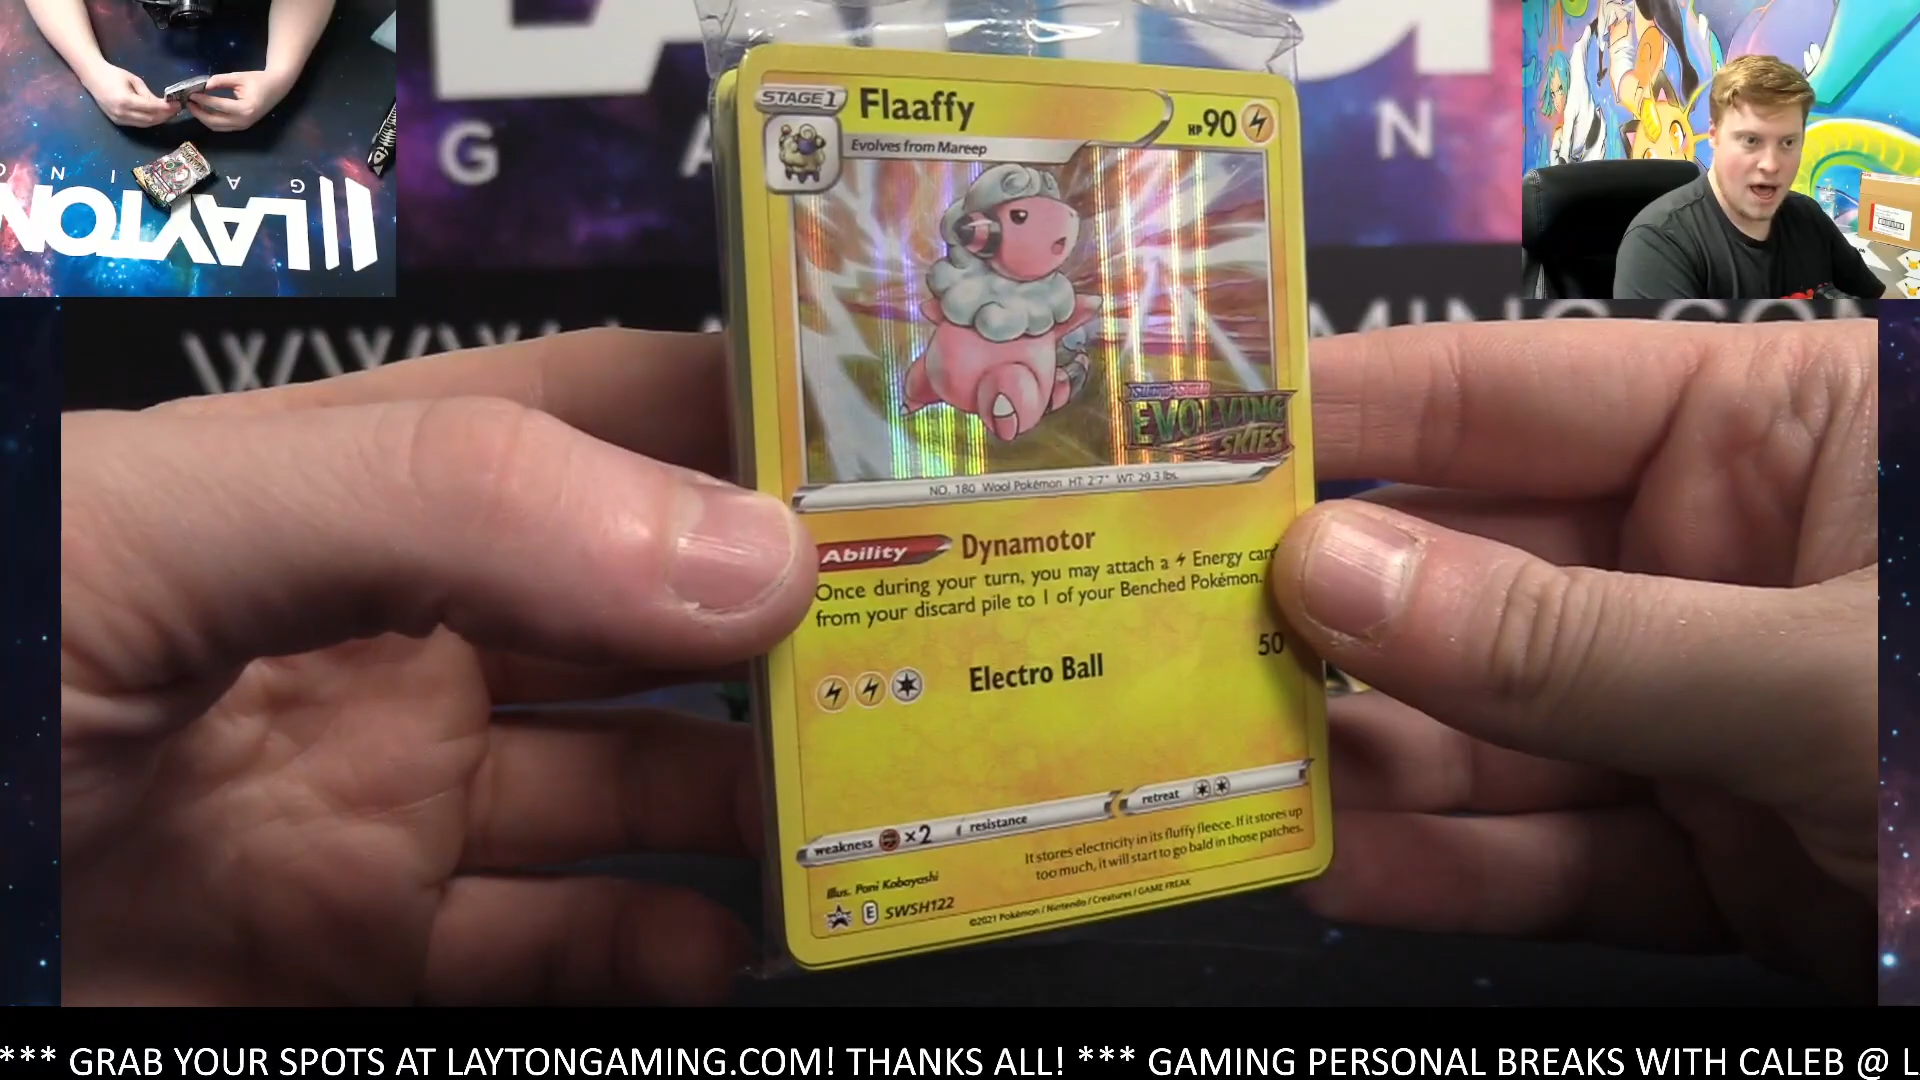 STAGE 1
Flaaffy
HP 90
Evolves from Mareep
EVOLVING
SKIES
NO. 180 Wool Pokémon HT: 2'7" WT: 29.3 lbs.
Ability Dynamotor
Once during your turn, you may attach a Energy card
from your discard pile to 1 of your Benched Pokémon.
Electro Ball 50
weakness ×2 resistance retreat
It stores electricity in its fluffy fleece. If it stores up
too much, it will start to go bald in those patches.
Illus. Poni Kobayashi
E SWSH122
©2021 Pokémon / Nintendo / Creatures / GAME FREAK
LAYTON
G A I N G
*** GRAB YOUR SPOTS AT LAYTONGAMING.COM! THANKS ALL! *** GAMING PERSONAL BREAKS WITH CALEB @ L